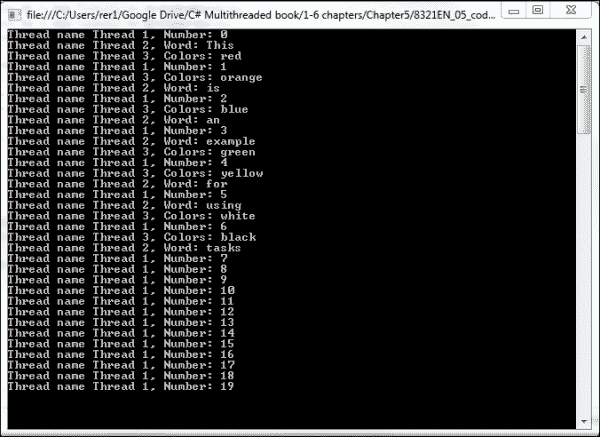 file:///C:/Users/rer1/Google Drive/C# Multithreaded book/1-6 chapters/Chapter5/8321EN_05_cod...
Thread name Thread 1, Number: 0
Thread name Thread 2, Word: This
Thread name Thread 3, Colors: red
Thread name Thread 1, Number: 1
Thread name Thread 3, Colors: orange
Thread name Thread 2, Word: is
Thread name Thread 1, Number: 2
Thread name Thread 3, Colors: blue
Thread name Thread 2, Word: an
Thread name Thread 1, Number: 3
Thread name Thread 2, Word: example
Thread name Thread 3, Colors: green
Thread name Thread 1, Number: 4
Thread name Thread 3, Colors: yellow
Thread name Thread 2, Word: for
Thread name Thread 1, Number: 5
Thread name Thread 2, Word: using
Thread name Thread 3, Colors: white
Thread name Thread 1, Number: 6
Thread name Thread 3, Colors: black
Thread name Thread 2, Word: tasks
Thread name Thread 1, Number: 7
Thread name Thread 1, Number: 8
Thread name Thread 1, Number: 9
Thread name Thread 1, Number: 10
Thread name Thread 1, Number: 11
Thread name Thread 1, Number: 12
Thread name Thread 1, Number: 13
Thread name Thread 1, Number: 14
Thread name Thread 1, Number: 15
Thread name Thread 1, Number: 16
Thread name Thread 1, Number: 17
Thread name Thread 1, Number: 18
Thread name Thread 1, Number: 19